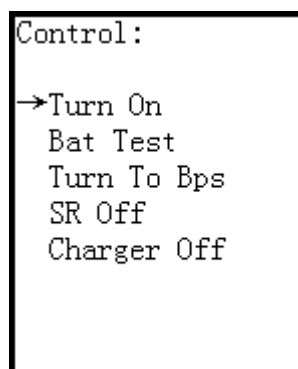 Control:
→Turn On
Bat Test
Turn To Bps
SR Off
Charger Off